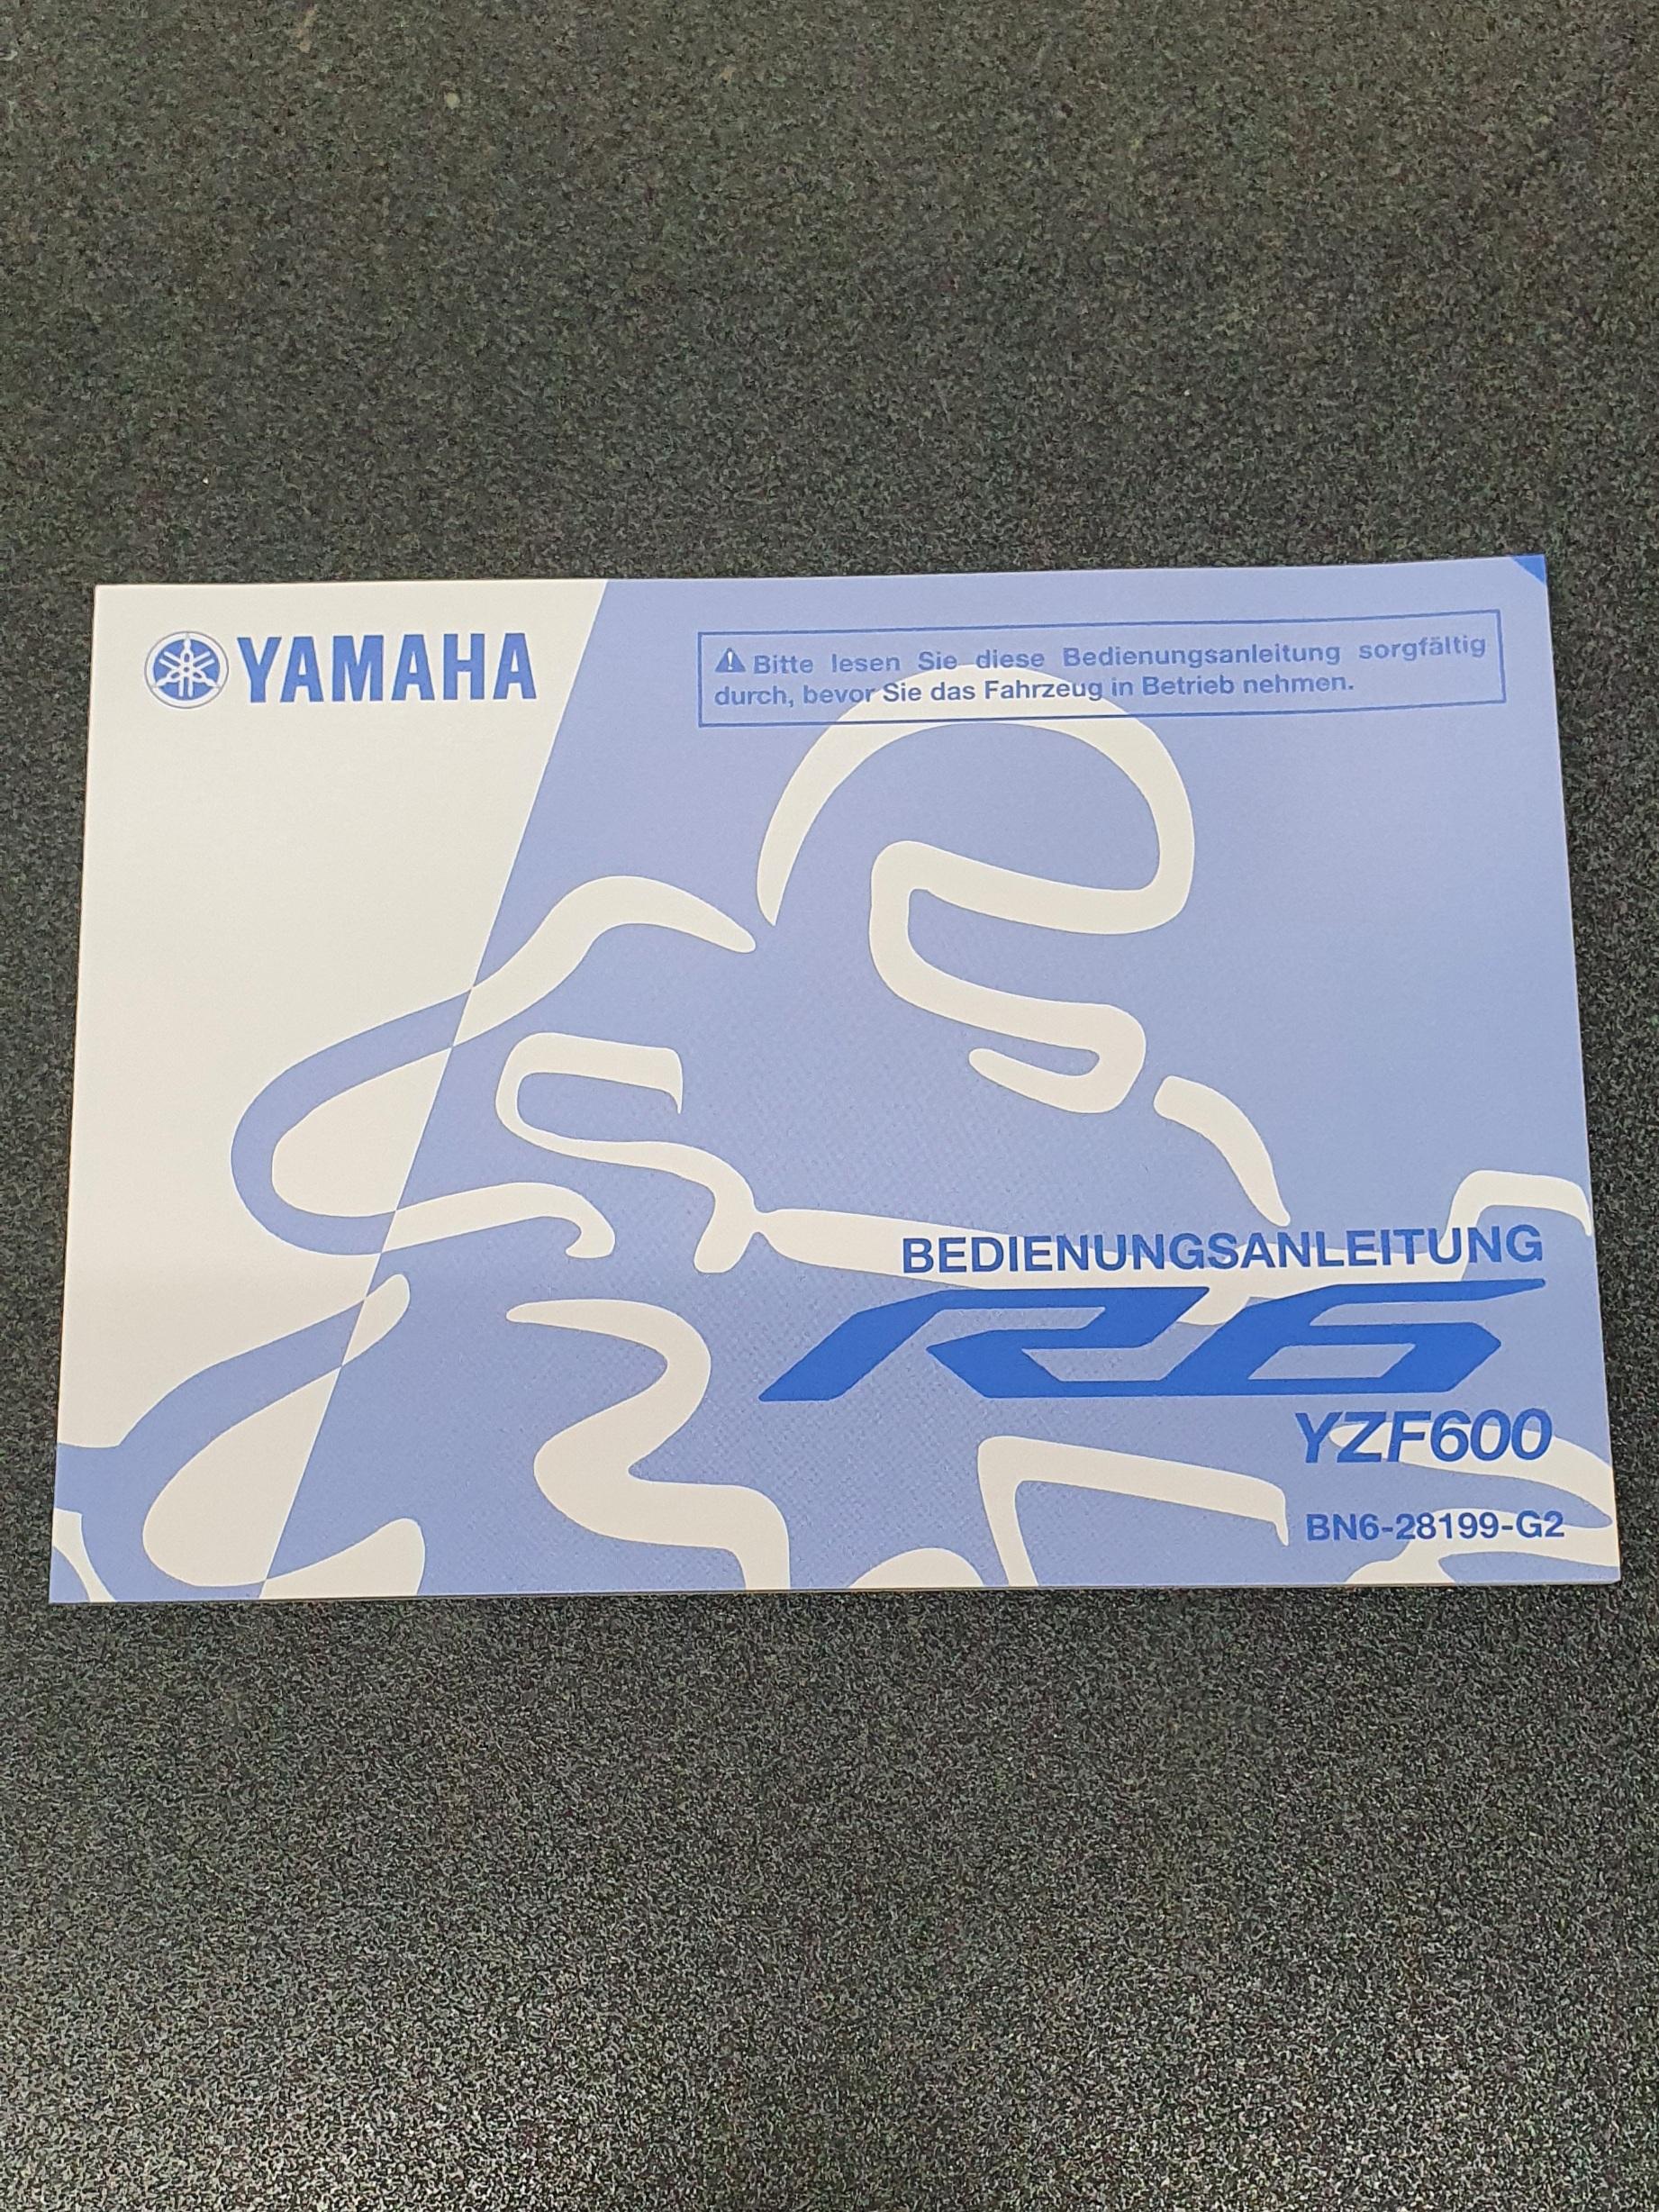 YAMAHA
⚠ Bitte lesen Sie diese Bedienungsanleitung sorgfältig
durch, bevor Sie das Fahrzeug in Betrieb nehmen.
BEDIENUNGSANLEITUNG
R6
YZF600
BN6-28199-G2